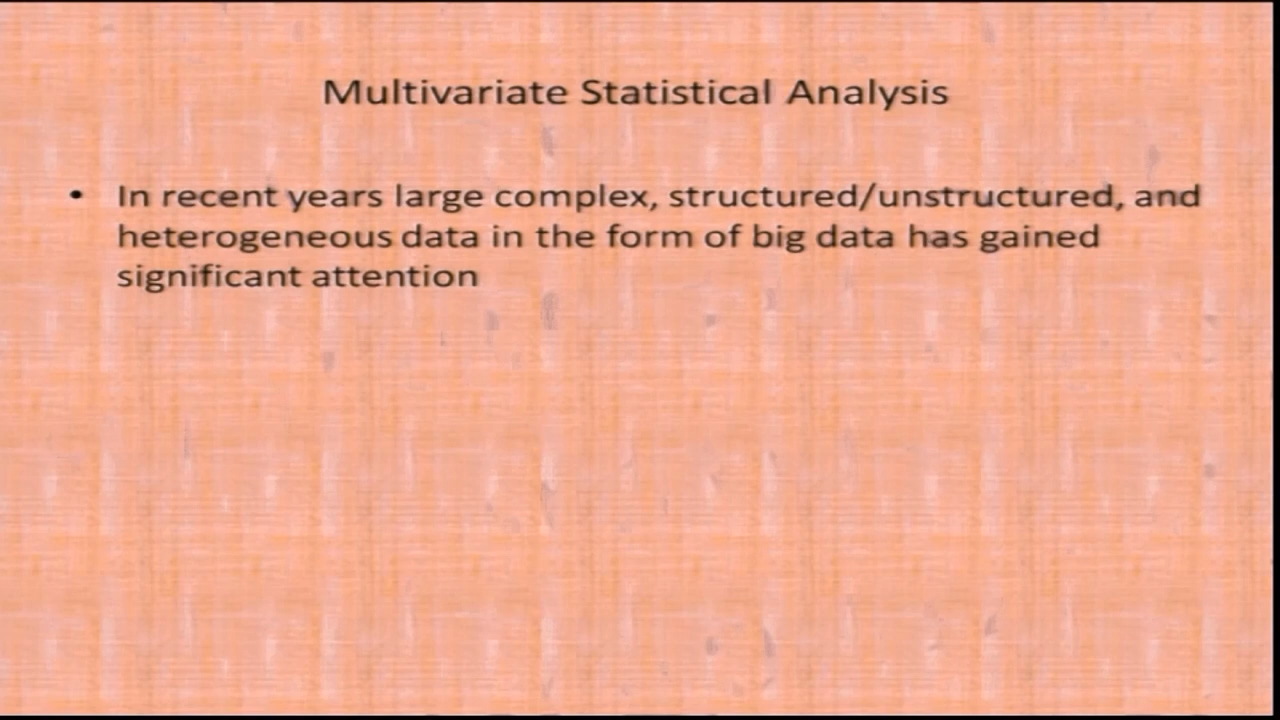 Multivariate Statistical Analysis
• In recent years large complex, structured/unstructured, and
heterogeneous data in the form of big data has gained
significant attention